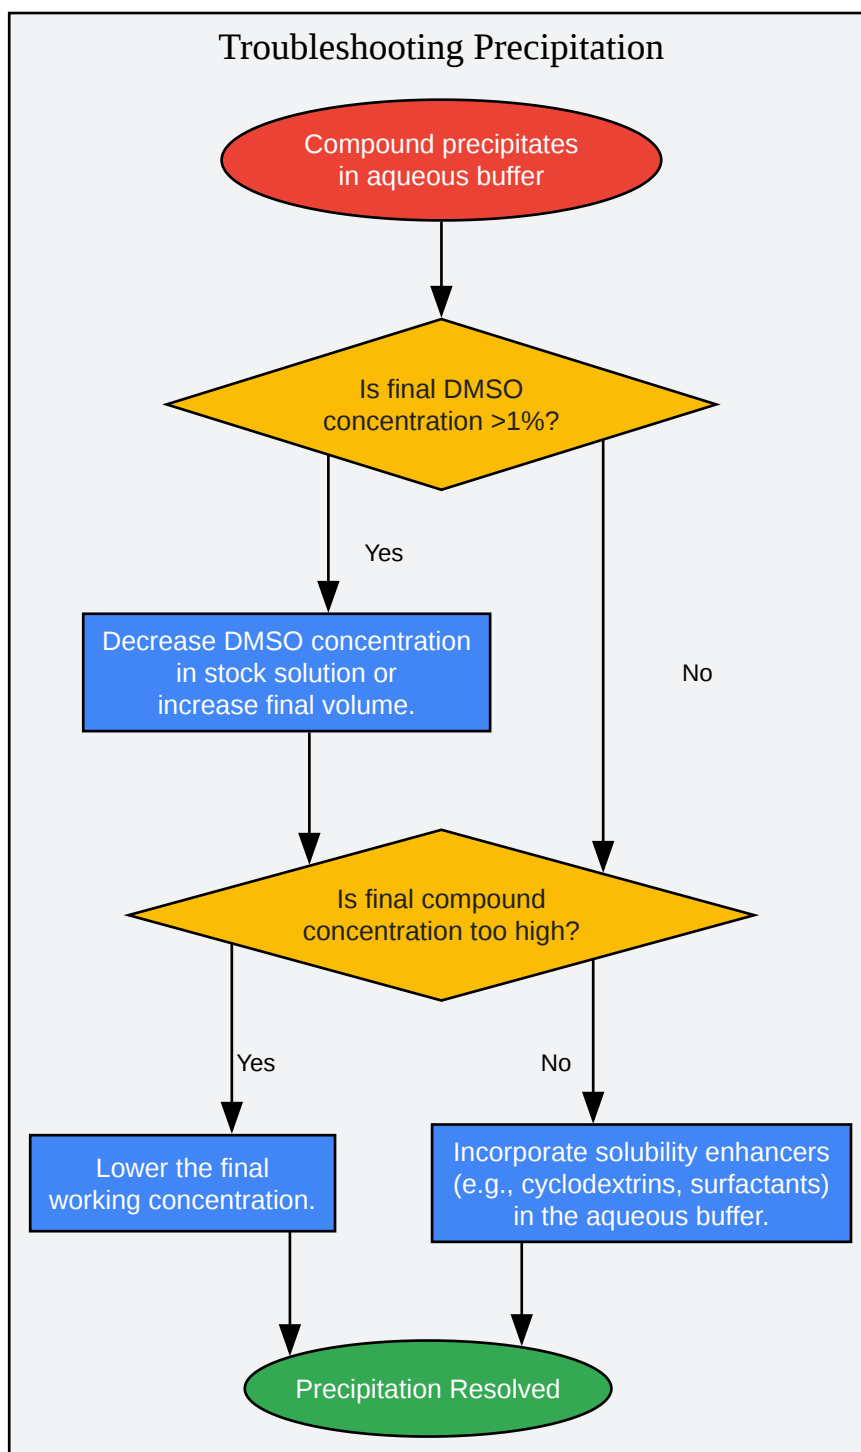 Troubleshooting Precipitation
Compound precipitates
in aqueous buffer
Is final DMSO
concentration >1%?
Yes
Decrease DMSO concentration
in stock solution or
increase final volume.
No
Is final compound
concentration too high?
Yes
No
Lower the final
working concentration.
Incorporate solubility enhancers
(e.g., cyclodextrins, surfactants)
in the aqueous buffer.
Precipitation Resolved